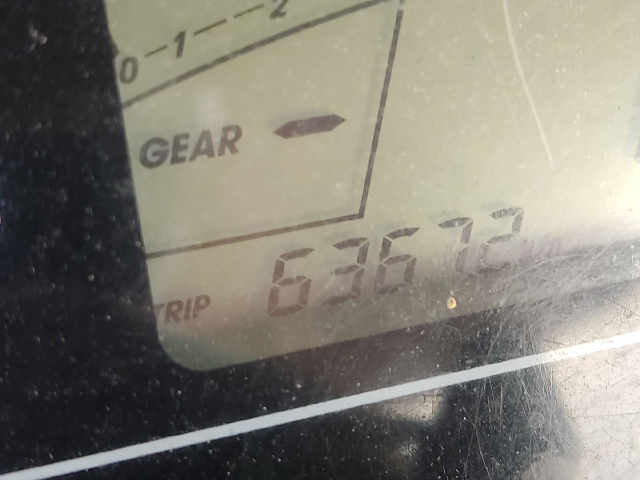 0-1---2
GEAR -
TRIP 63672